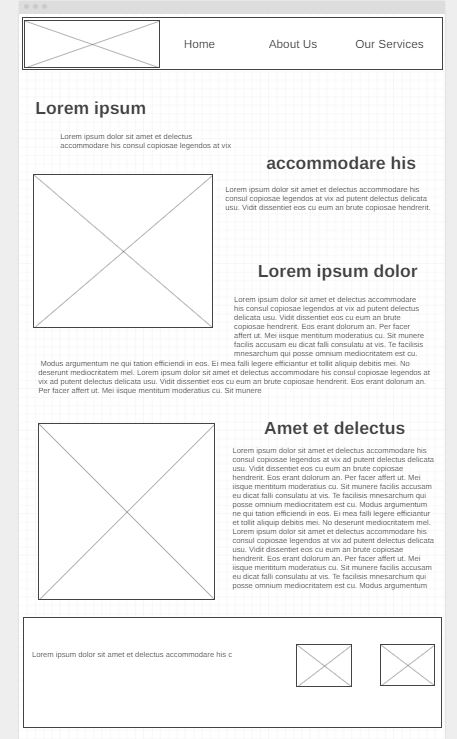 Home
About Us
Our Services
Lorem ipsum
Lorem ipsum dolor sit amet et delectus
accommodare his consul copiosae legendos at vix
accommodare his
Lorem ipsum dolor sit amet et delectus accommodare his
consul copiosae legendos at vix ad putent delectus delicata
usu. Vidit dissentiet eos cu eum an brute copiosae hendrerit.
Lorem ipsum dolor
Lorem ipsum dolor sit amet et delectus accommodare
his consul copiosae legendos at vix ad putent delectus
delicata usu. Vidit dissentiet eos cu eum an brute
copiosae hendrerit. Eos erant dolorum an. Per facer
affert ut. Mei iisque mentitum moderatius cu. Sit munere
facilis accusam eu dicat falli consulatu at vis. Te facilisis
mnesarchum qui posse omnium mediocritatem est cu.
Modus argumentum ne qui tation efficiendi in eos. Ei mea falli legere efficiantur et tollit aliquip debitis mei. No
deserunt mediocritatem mel. Lorem ipsum dolor sit amet et delectus accommodare his consul copiosae legendos at
vix ad putent delectus delicata usu. Vidit dissentiet eos cu eum an brute copiosae hendrerit. Eos erant dolorum an.
Per facer affert ut. Mei iisque mentitum moderatius cu. Sit munere
Amet et delectus
Lorem ipsum dolor sit amet et delectus accommodare his
consul copiosae legendos at vix ad putent delectus delicata
usu. Vidit dissentiet eos cu eum an brute copiosae
hendrerit. Eos erant dolorum an. Per facer affert ut. Mei
iisque mentitum moderatius cu. Sit munere facilis accusam
eu dicat falli consulatu at vis. Te facilisis mnesarchum qui
posse omnium mediocritatem est cu. Modus argumentum
ne qui tation efficiendi in eos. Ei mea falli legere efficiantur
et tollit aliquip debitis mei. No deserunt mediocritatem mel.
Lorem ipsum dolor sit amet et delectus accommodare his
consul copiosae legendos at vix ad putent delectus delicata
usu. Vidit dissentiet eos cu eum an brute copiosae
hendrerit. Eos erant dolorum an. Per facer affert ut. Mei
iisque mentitum moderatius cu. Sit munere facilis accusam
eu dicat falli consulatu at vis. Te facilisis mnesarchum qui
posse omnium mediocritatem est cu. Modus argumentum
Lorem ipsum dolor sit amet et delectus accommodare his c